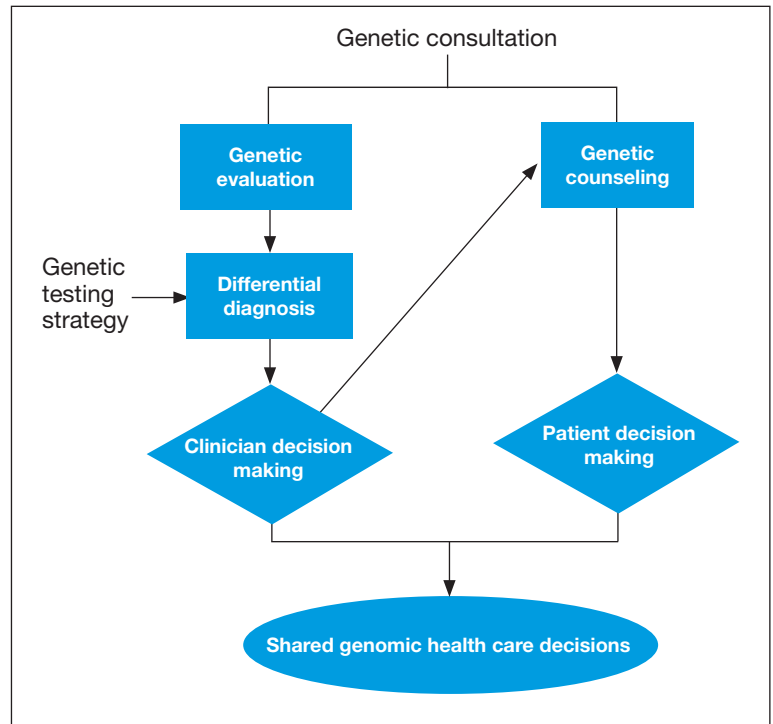 Genetic consultation
Genetic
evaluation
Genetic
counseling
Genetic
testing
strategy
Differential
diagnosis
Clinician decision
making
Patient decision
making
Shared genomic health care decisions